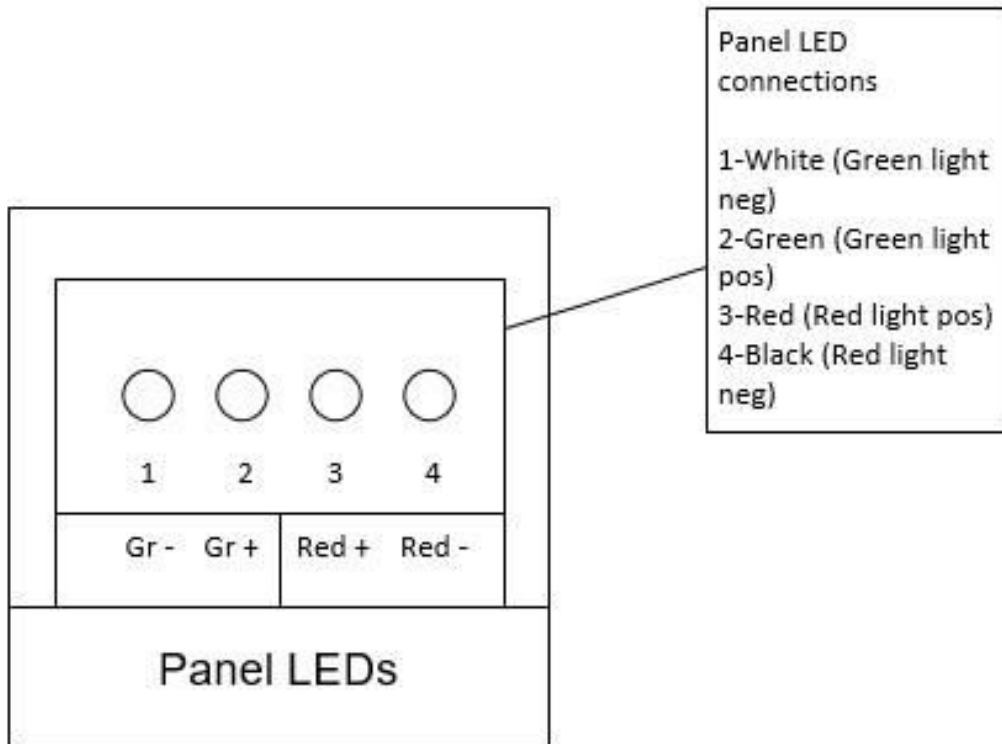 Panel LED
connections
1-White (Green light
neg)
2-Green (Green light
pos)
3-Red (Red light pos)
4-Black (Red light
neg)
1 2 3 4
Gr - Gr + Red + Red -
Panel LEDs